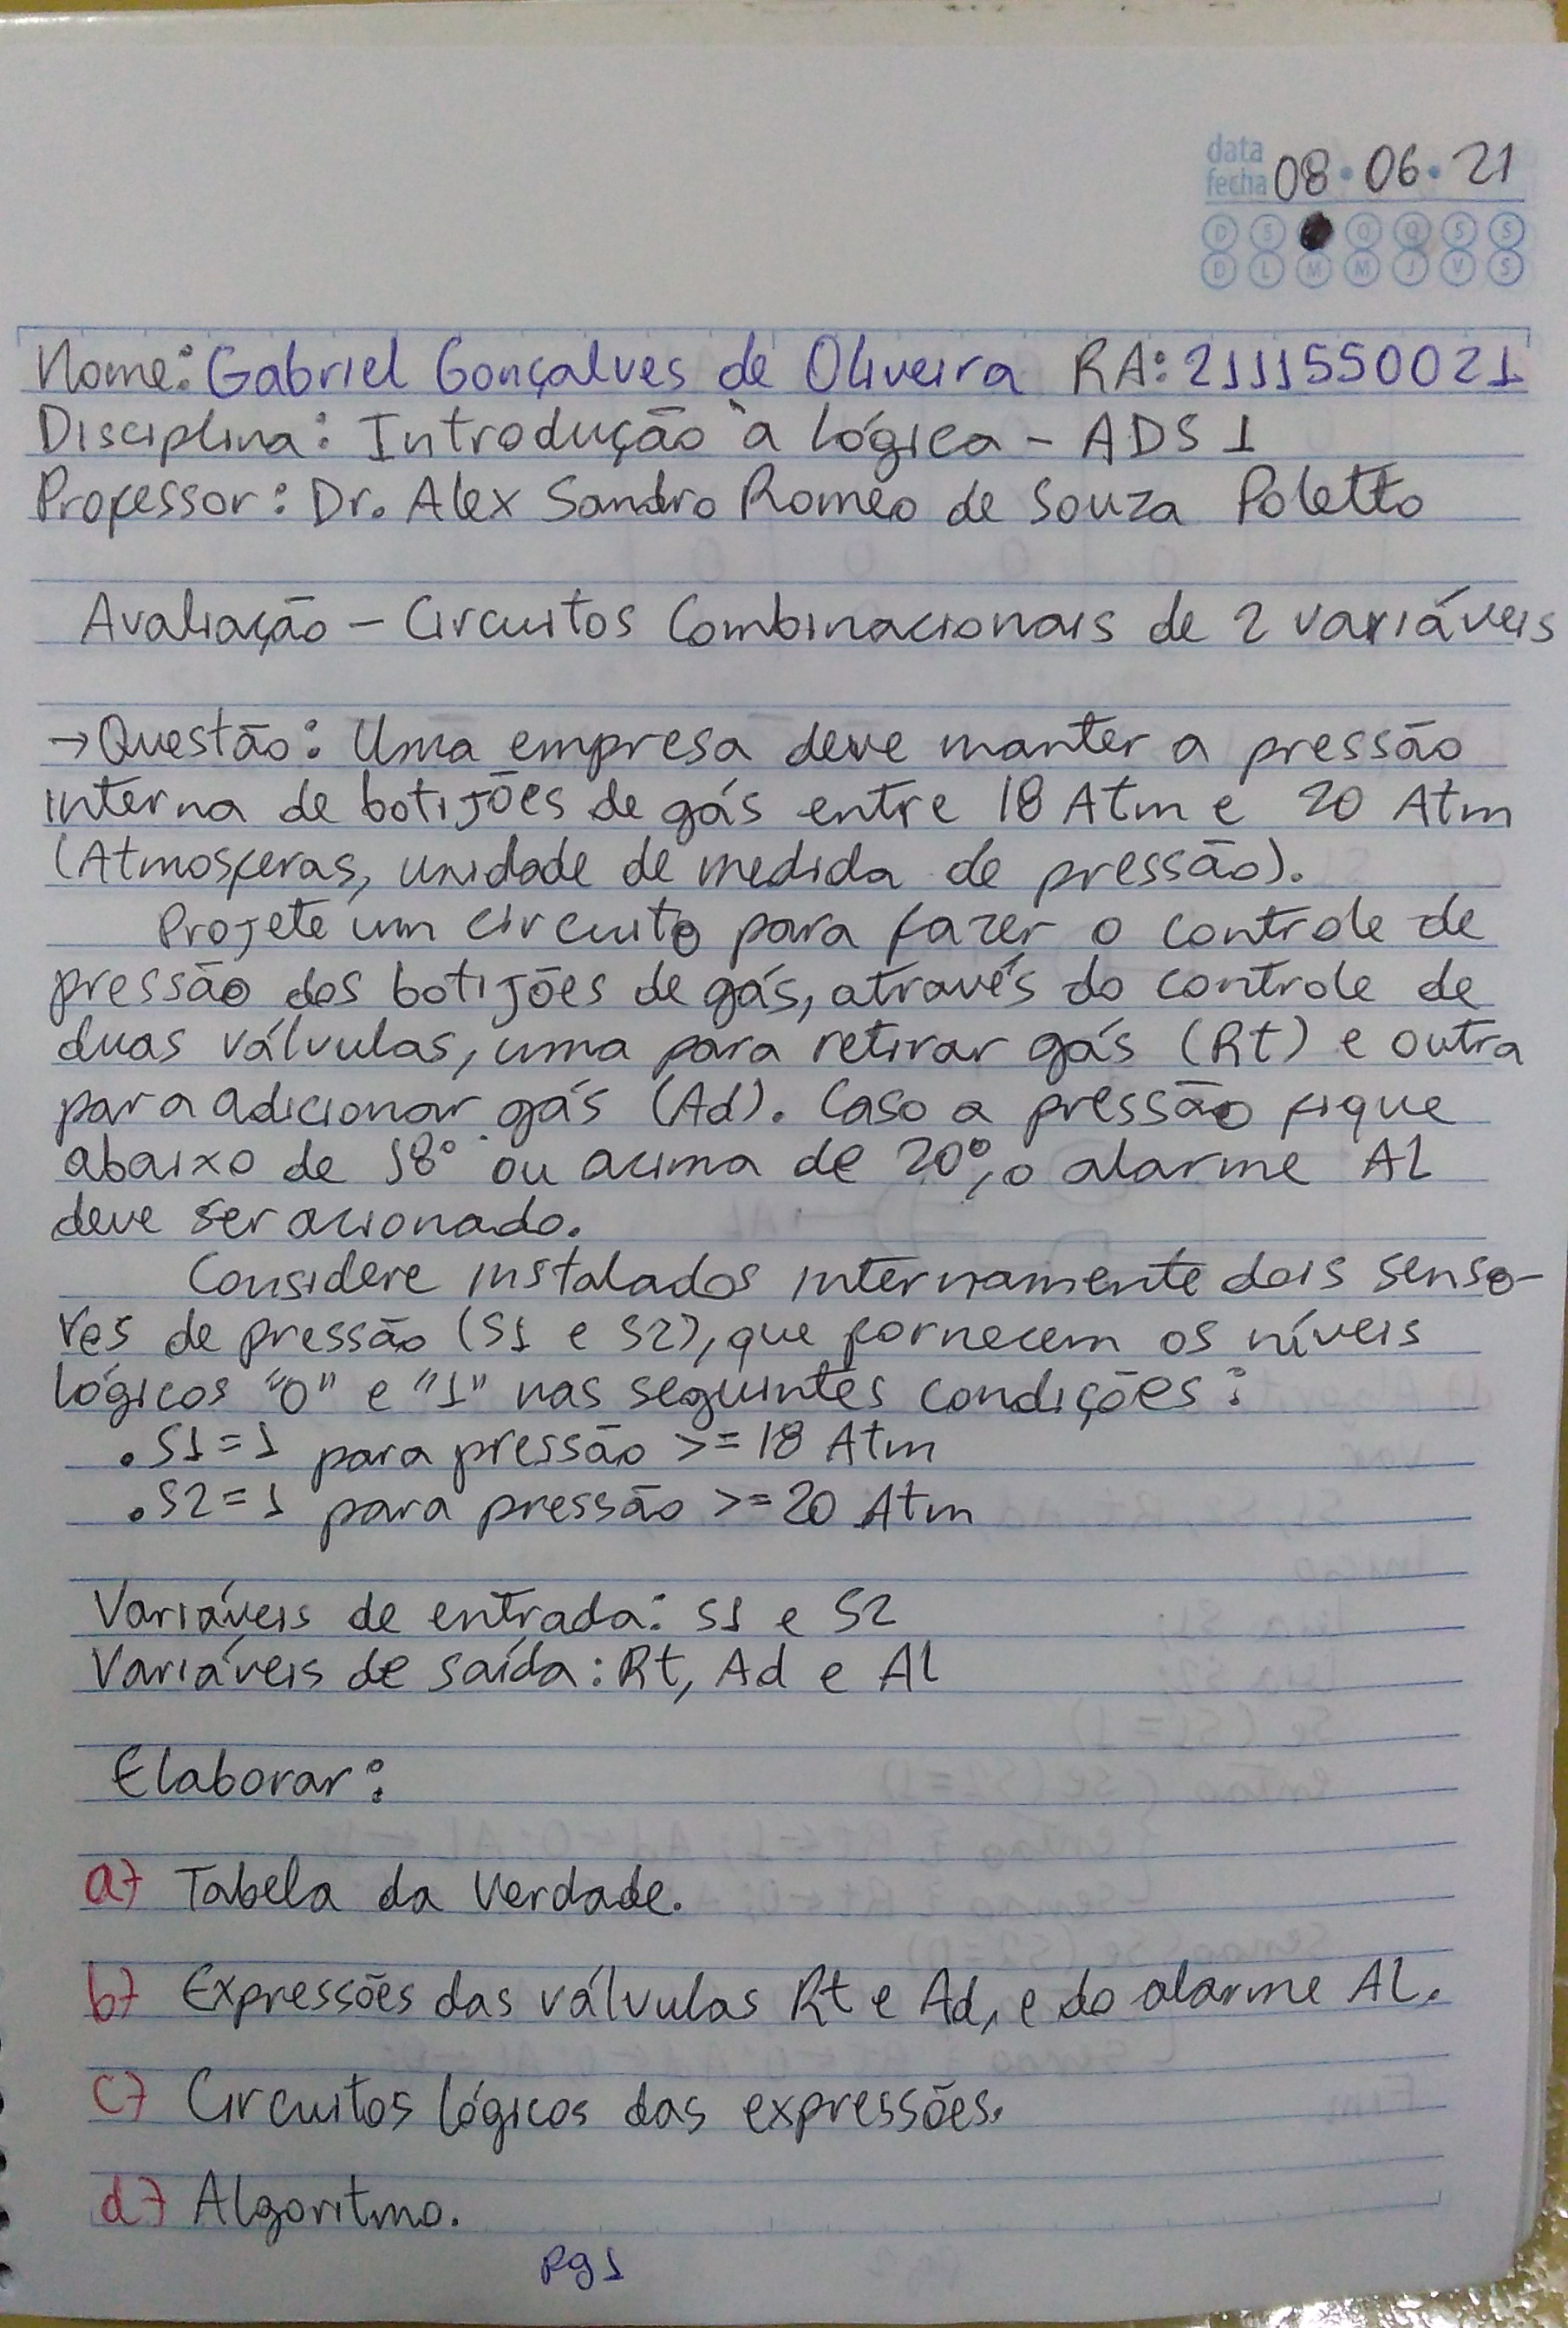 data
fecha 08 • 06 • 21
D S O Q S S
D L M M J V S
Nome: Gabriel Gonçalves de Oliveira RA: 2111550021
Disciplina: Introdução à lógica - ADS 1
Professor: Dr. Alex Sandro Romeo de Souza Poletto
Avaliação - Circuitos Combinacionais de 2 variáveis
→ Questão: Uma empresa deve manter a pressão
interna de botijões de gás entre 18 Atm e 20 Atm
(Atmosferas, unidade de medida de pressão).
Projete um circuito para fazer o controle de
pressão dos botijões de gás, através do controle de
duas válvulas, uma para retirar gás (Rt) e outra
para adicionar gás (Ad). Caso a pressão fique
abaixo de 18° ou acima de 20°, o alarme AL
deve ser acionado.
Considere instalados internamente dois senso-
res de pressão (S1 e S2), que fornecem os níveis
lógicos "0" e "1" nas seguintes condições:
. S1 = 1 para pressão >= 18 Atm
. S2 = 1 para pressão >= 20 Atm
Variáveis de entrada: S1 e S2
Variáveis de saída: Rt, Ad e Al
Elaborar:
a) Tabela da Verdade.
b) Expressões das válvulas Rt e Ad, e do alarme AL.
c) Circuitos lógicos das expressões.
d) Algoritmo.
Pg 1